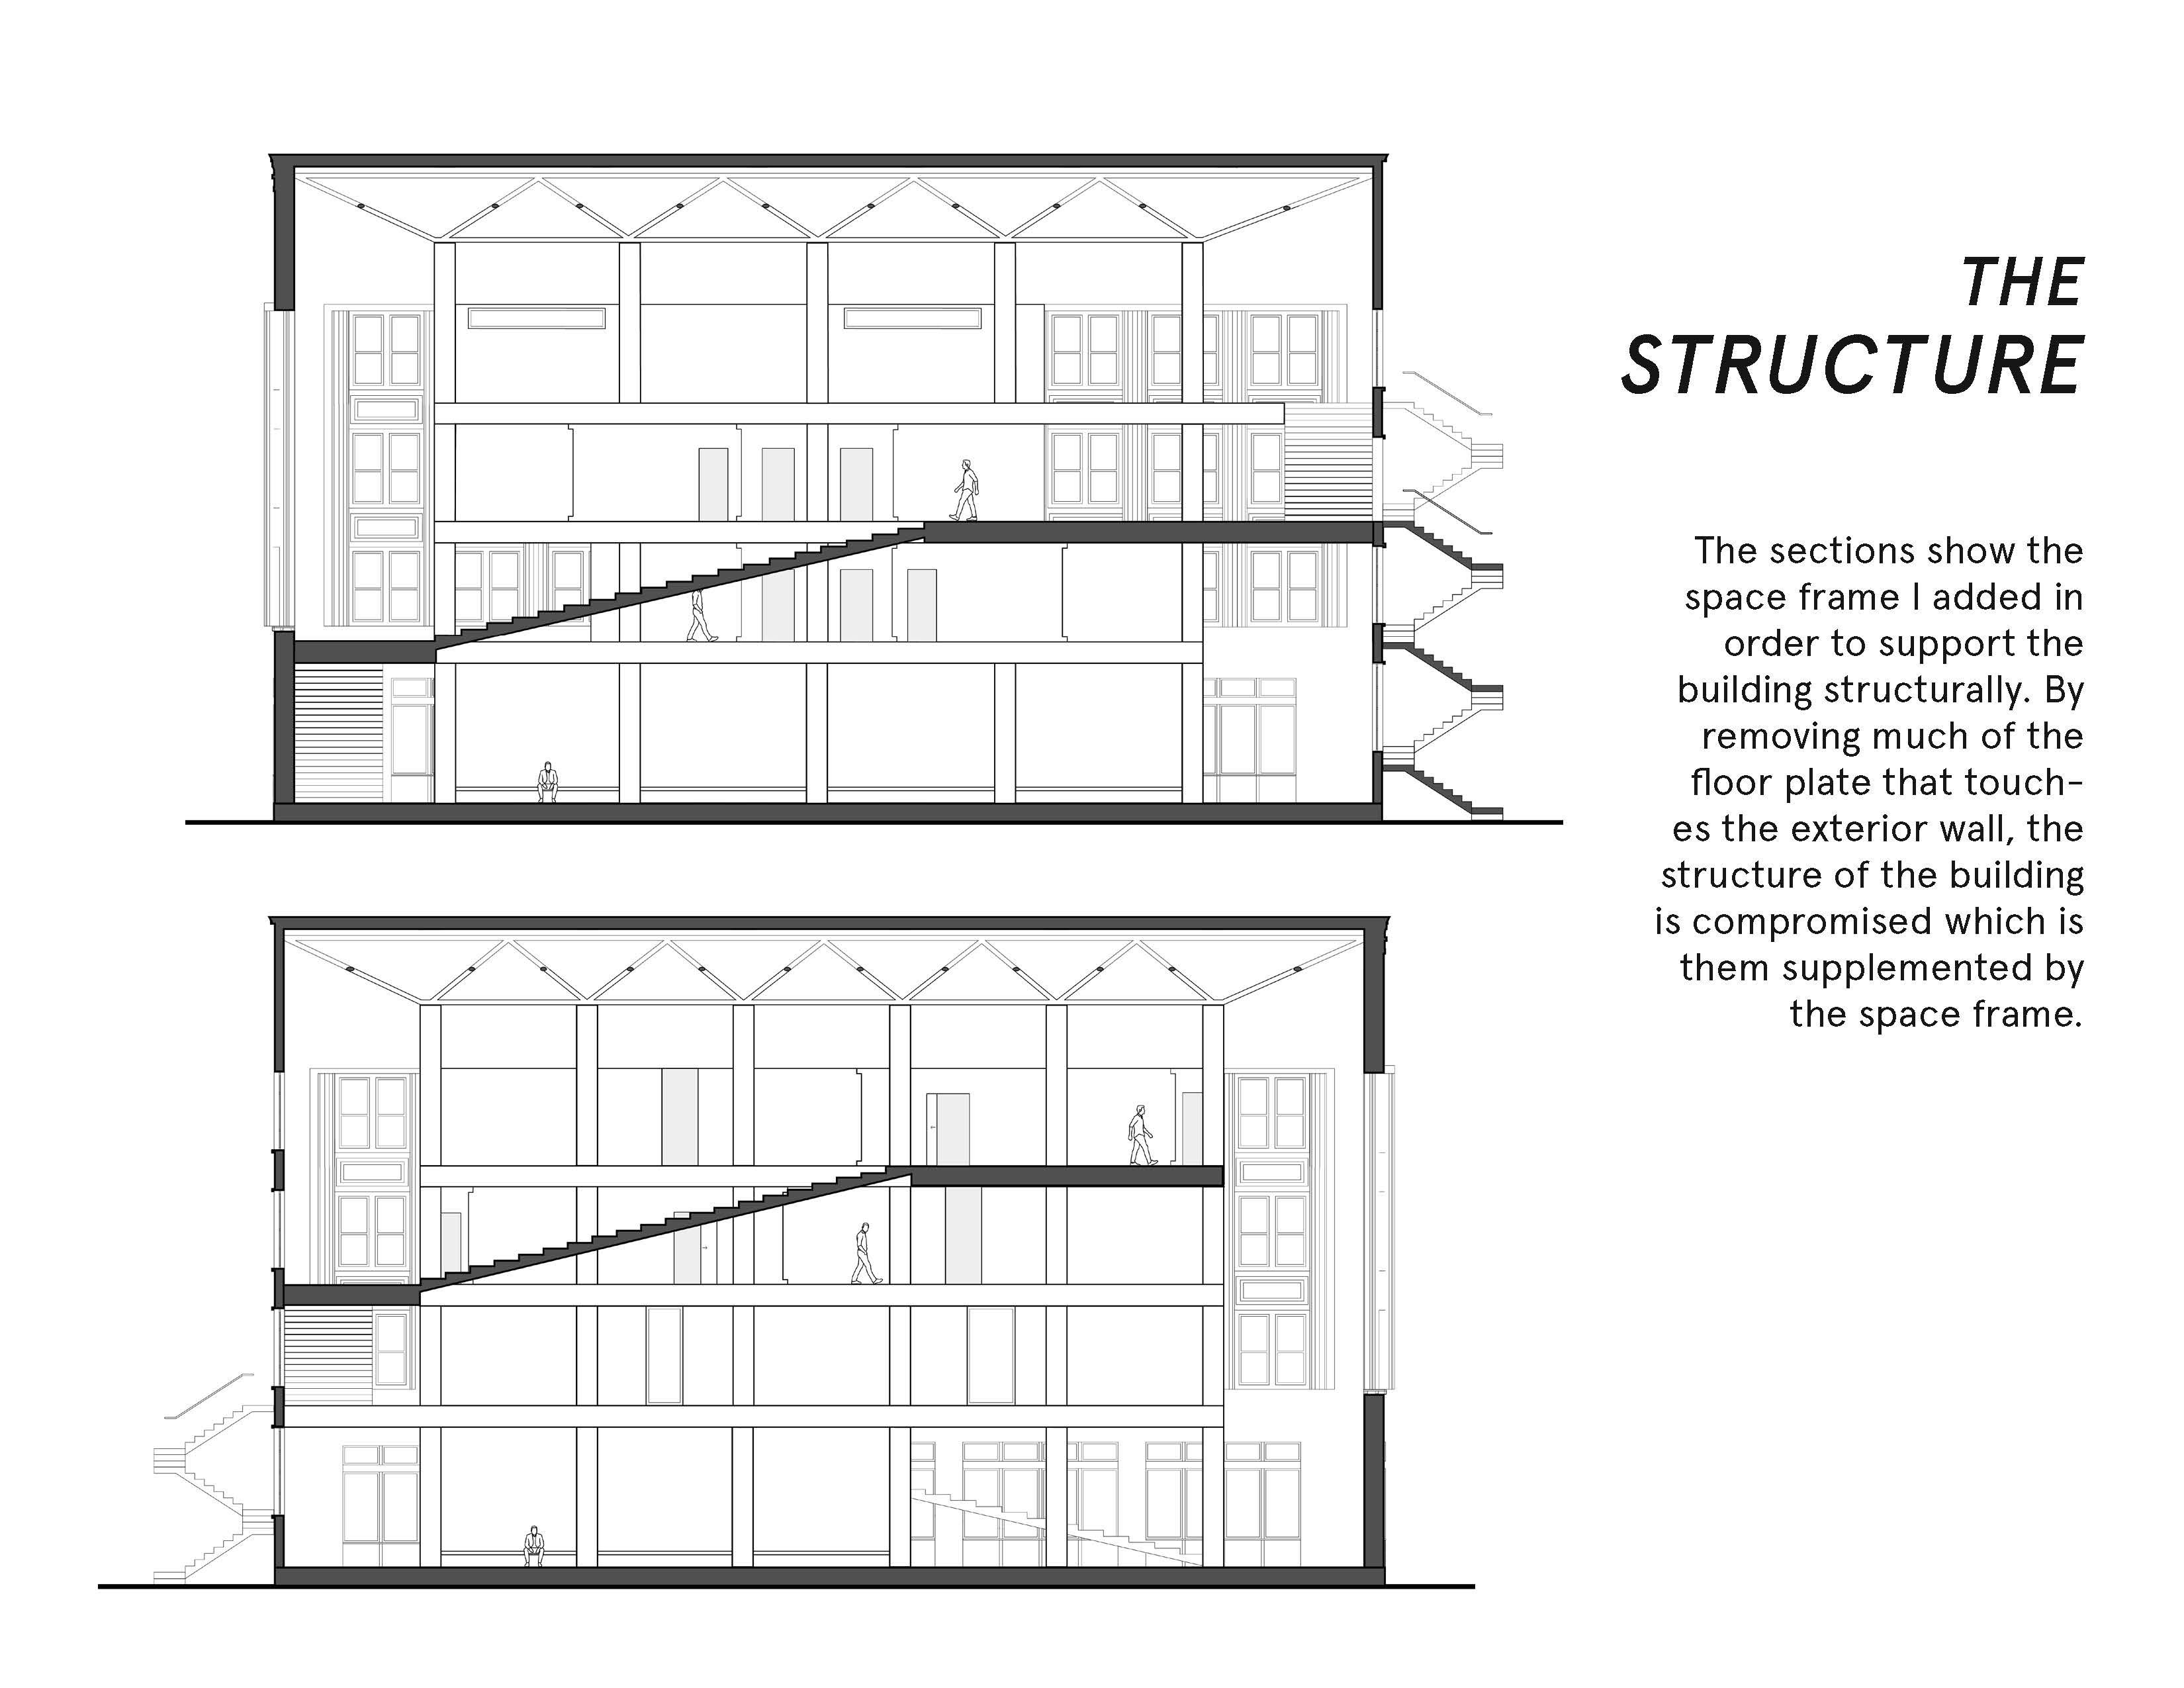 THE
STRUCTURE
The sections show the
space frame I added in
order to support the
building structurally. By
removing much of the
floor plate that touch-
es the exterior wall, the
structure of the building
is compromised which is
them supplemented by
the space frame.